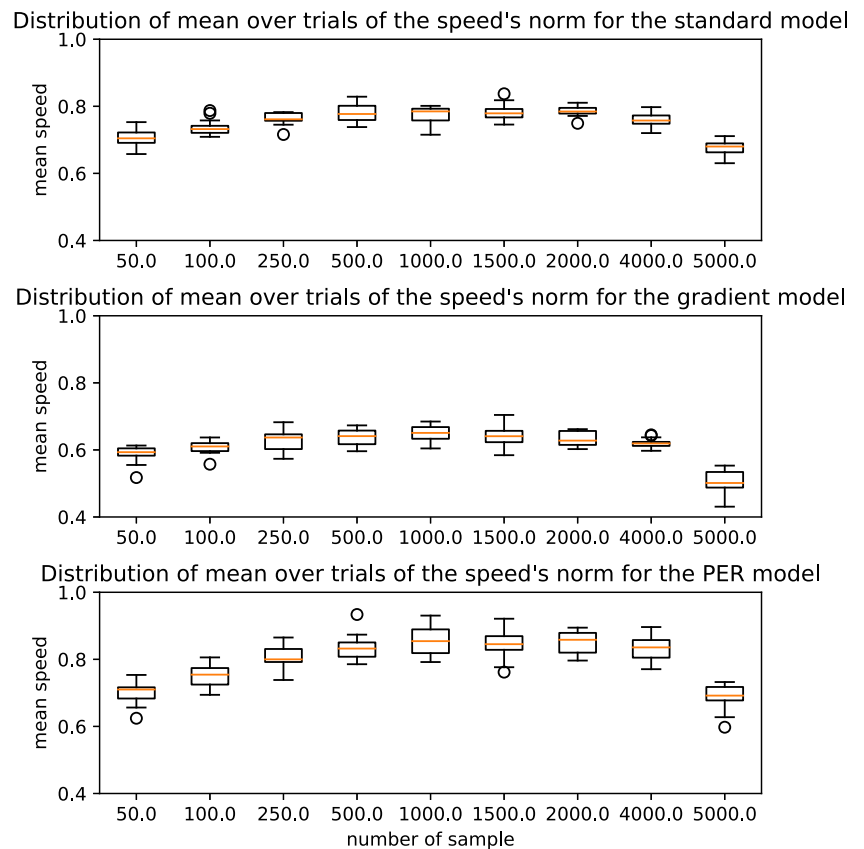 Distribution of mean over trials of the speed's norm for the standard model
1.0
0.8
0.6
0.4
mean speed
50.0 100.0 250.0 500.0 1000.0 1500.0 2000.0 4000.0 5000.0
Distribution of mean over trials of the speed's norm for the gradient model
1.0
0.8
0.6
0.4
mean speed
50.0 100.0 250.0 500.0 1000.0 1500.0 2000.0 4000.0 5000.0
Distribution of mean over trials of the speed's norm for the PER model
1.0
0.8
0.6
0.4
mean speed
50.0 100.0 250.0 500.0 1000.0 1500.0 2000.0 4000.0 5000.0
number of sample